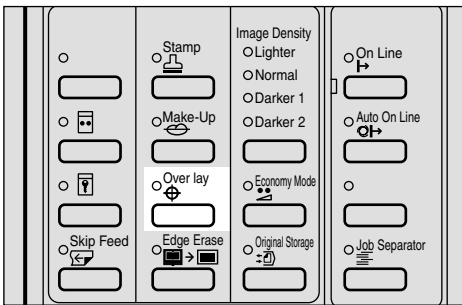 Stamp
Make-Up
Over lay
Skip Feed
Edge Erase
Image Density
Lighter
Normal
Darker 1
Darker 2
Economy Mode
Original Storage
On Line
Auto On Line
Job Separator